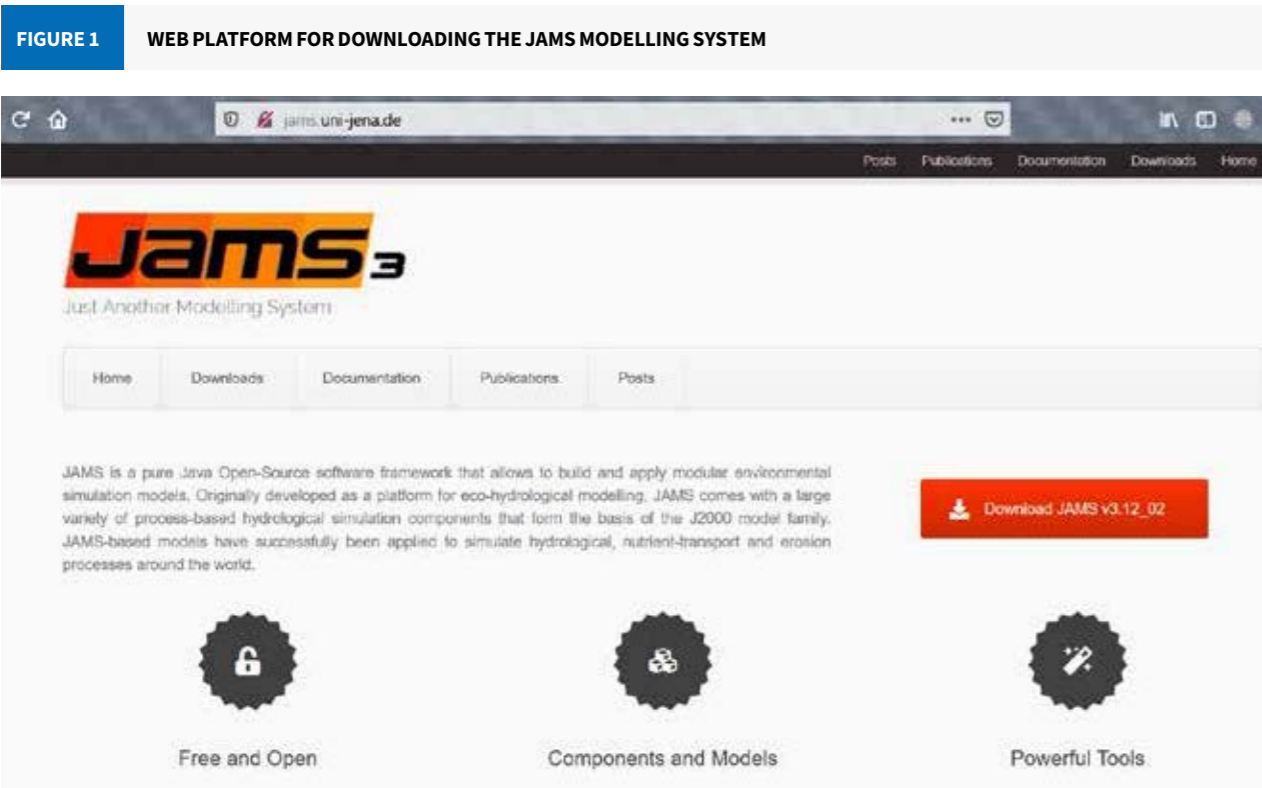 FIGURE 1 WEB PLATFORM FOR DOWNLOADING THE JAMS MODELLING SYSTEM
jams.uni-jena.de
Posts Publications Documentation Downloads Home
Jams 3
Just Another Modelling System
Home Downloads Documentation Publications Posts
JAMS is a pure Java Open-Source software framework that allows to build and apply modular environmental
simulation models. Originally developed as a platform for eco-hydrological modelling, JAMS comes with a large
variety of process-based hydrological simulation components that form the basis of the J2000 model family.
JAMS-based models have successfully been applied to simulate hydrological, nutrient-transport and erosion
processes around the world.
Download JAMS v3.12_02
Free and Open
Components and Models
Powerful Tools